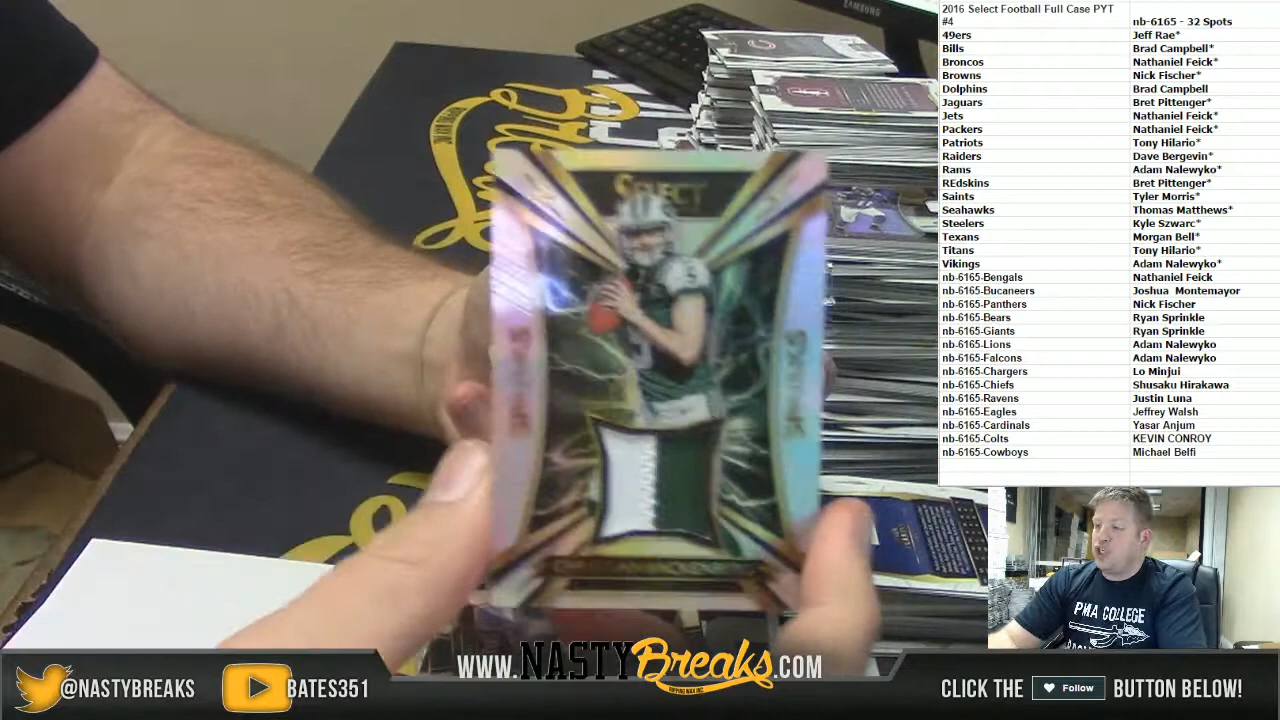 2016 Select Football Full Case PYT
#4 nb-6165 - 32 Spots
49ers Jeff Rae*
Bills Brad Campbell*
Broncos Nathaniel Feick*
Browns Nick Fischer*
Dolphins Brad Campbell
Jaguars Bret Pittenger*
Jets Nathaniel Feick*
Packers Nathaniel Feick*
Patriots Tony Hilario*
Raiders Dave Bergevin*
Rams Adam Nalewyko*
REdskins Bret Pittenger*
Saints Tyler Morris*
Seahawks Thomas Matthews*
Steelers Kyle Szwarc*
Texans Morgan Bell*
Titans Tony Hilario*
Vikings Adam Nalewyko*
nb-6165-Bengals Nathaniel Feick
nb-6165-Bucaneers Joshua Montemayor
nb-6165-Panthers Nick Fischer
nb-6165-Bears Ryan Sprinkle
nb-6165-Giants Ryan Sprinkle
nb-6165-Lions Adam Nalewyko
nb-6165-Falcons Adam Nalewyko
nb-6165-Chargers Lo Minjui
nb-6165-Chiefs Shusaku Hirakawa
nb-6165-Ravens Justin Luna
nb-6165-Eagles Jeffrey Walsh
nb-6165-Cardinals Yasar Anjum
nb-6165-Colts KEVIN CONROY
nb-6165-Cowboys Michael Belfi
SAMSUNG
SELECT
5
PMA COLLEGE
@NASTYBREAKS
BATES351
WWW.NASTYBreaks.COM
RIPPING WAX INC.
CLICK THE Follow BUTTON BELOW!